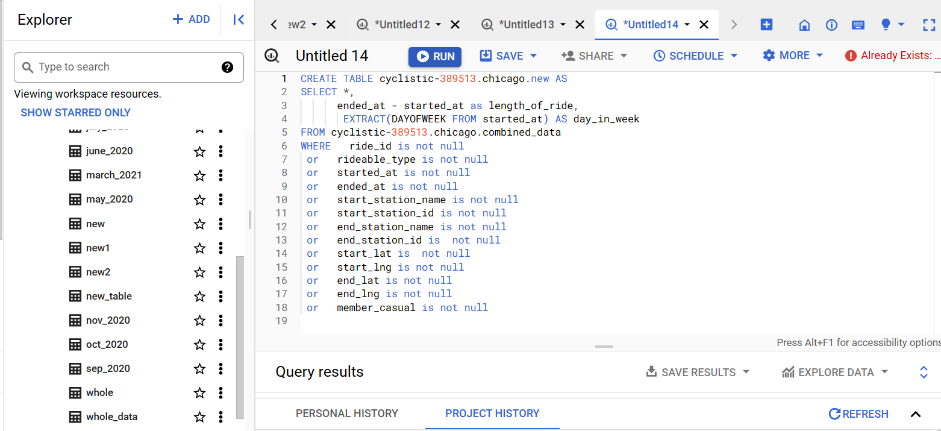 Explorer
+ ADD
ew2
*Untitled12
*Untitled13
*Untitled14
Untitled 14
RUN
SAVE
SHARE
SCHEDULE
MORE
Already Exists: ...
Type to search
Viewing workspace resources.
SHOW STARRED ONLY
june_2020
march_2021
may_2020
new
new1
new2
new_table
nov_2020
oct_2020
sep_2020
whole
whole_data
1 CREATE TABLE cyclistic-389513.chicago.new AS
2 SELECT *,
3 ended_at - started_at as length_of_ride,
4 EXTRACT(DAYOFWEEK FROM started_at) AS day_in_week
5 FROM cyclistic-389513.chicago.combined_data
6 WHERE ride_id is not null
7 or rideable_type is not null
8 or started_at is not null
9 or ended_at is not null
10 or start_station_name is not null
11 or start_station_id is not null
12 or end_station_name is not null
13 or end_station_id is not null
14 or start_lat is not null
15 or start_lng is not null
16 or end_lat is not null
17 or end_lng is not null
18 or member_casual is not null
19
Press Alt+F1 for accessibility options
Query results
SAVE RESULTS
EXPLORE DATA
PERSONAL HISTORY
PROJECT HISTORY
REFRESH